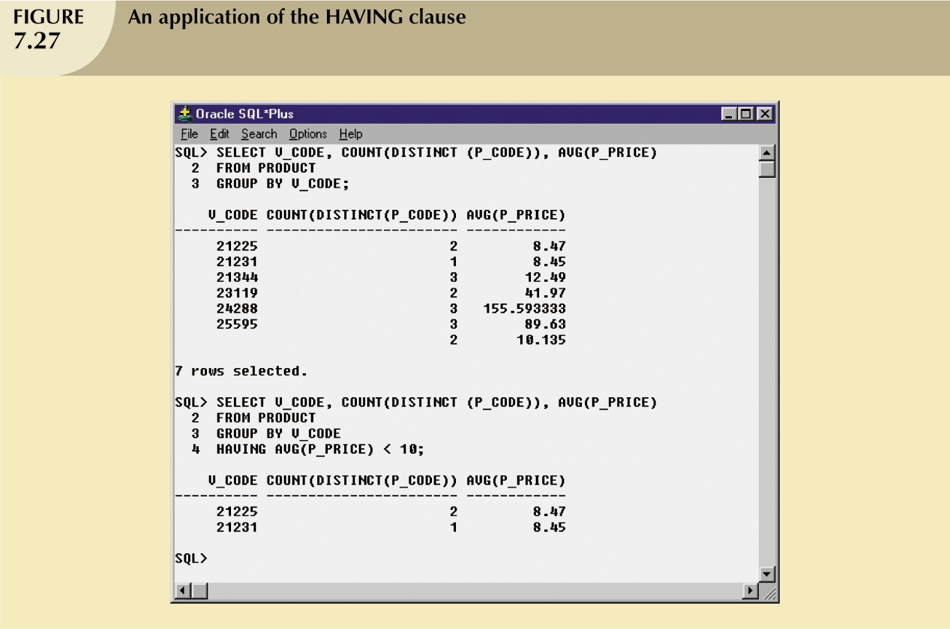 FIGURE
7.27
An application of the HAVING clause
Oracle SQL*Plus
File Edit Search Options Help
SQL> SELECT V_CODE, COUNT(DISTINCT (P_CODE)), AVG(P_PRICE)
2 FROM PRODUCT
3 GROUP BY V_CODE;
V_CODE COUNT(DISTINCT(P_CODE)) AVG(P_PRICE)
---------- ----------------------- ------------
21225 2 8.47
21231 1 8.45
21344 3 12.49
23119 2 41.97
24288 3 155.593333
25595 3 89.63
2 10.135
7 rows selected.
SQL> SELECT V_CODE, COUNT(DISTINCT (P_CODE)), AVG(P_PRICE)
2 FROM PRODUCT
3 GROUP BY V_CODE
4 HAVING AVG(P_PRICE) < 10;
V_CODE COUNT(DISTINCT(P_CODE)) AVG(P_PRICE)
---------- ----------------------- ------------
21225 2 8.47
21231 1 8.45
SQL>